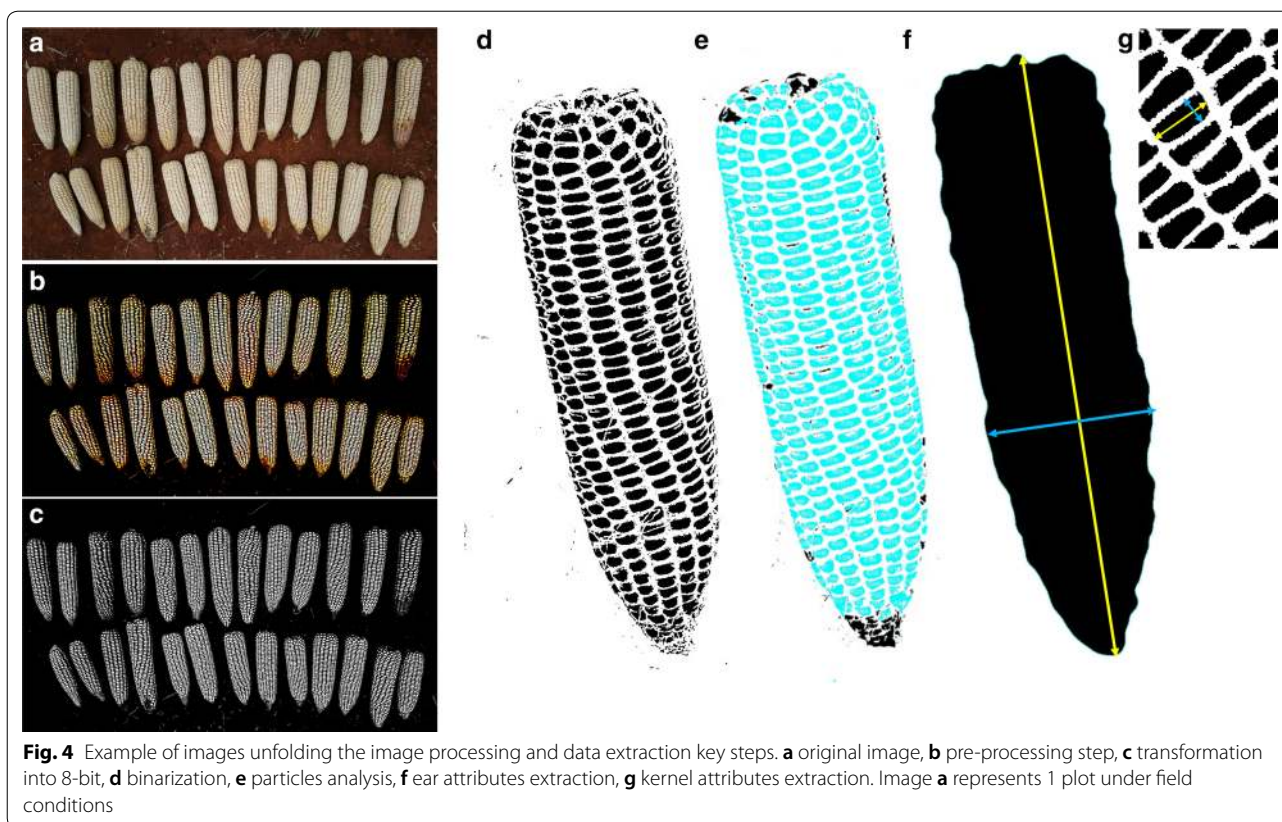 a
b
c
d
e
f
g
Fig. 4 Example of images unfolding the image processing and data extraction key steps. a original image, b pre-processing step, c transformation
into 8-bit, d binarization, e particles analysis, f ear attributes extraction, g kernel attributes extraction. Image a represents 1 plot under field
conditions